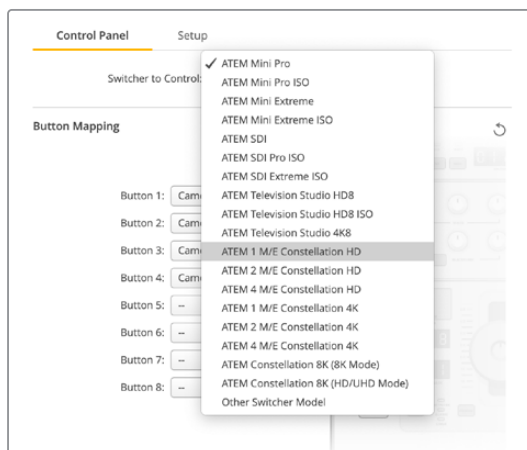 Control Panel Setup
Switcher to Control:
✓ ATEM Mini Pro
ATEM Mini Pro ISO
ATEM Mini Extreme
ATEM Mini Extreme ISO
ATEM SDI
ATEM SDI Pro ISO
ATEM SDI Extreme ISO
ATEM Television Studio HD8
ATEM Television Studio HD8 ISO
ATEM Television Studio 4K8
ATEM 1 M/E Constellation HD
ATEM 2 M/E Constellation HD
ATEM 4 M/E Constellation HD
ATEM 1 M/E Constellation 4K
ATEM 2 M/E Constellation 4K
ATEM 4 M/E Constellation 4K
ATEM Constellation 8K (8K Mode)
ATEM Constellation 8K (HD/UHD Mode)
Other Switcher Model
Button Mapping
Button 1: Cam
Button 2: Cam
Button 3: Cam
Button 4: Cam
Button 5: --
Button 6: --
Button 7: --
Button 8: --